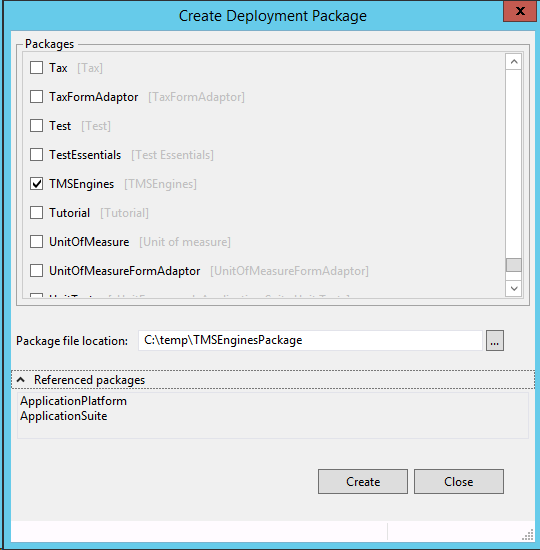 Create Deployment Package
x
Packages
Tax [Tax]
TaxFormAdaptor [TaxFormAdaptor]
Test [Test]
TestEssentials [Test Essentials]
TMSEngines [TMSEngines]
Tutorial [Tutorial]
UnitOfMeasure [Unit of measure]
UnitOfMeasureFormAdaptor [UnitOfMeasureFormAdaptor]
Package file location: C:\temp\TMSEnginesPackage ...
Referenced packages
ApplicationPlatform
ApplicationSuite
Create Close